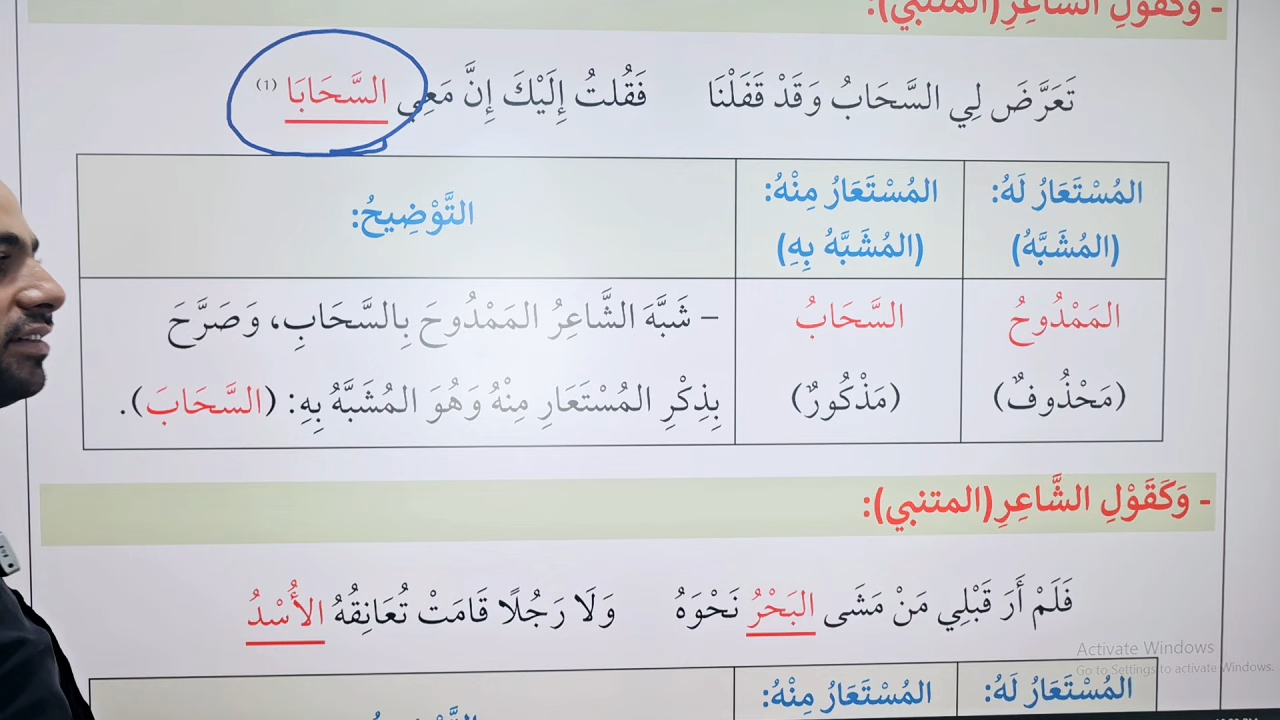 - وَكَقَوْلِ الشَّاعِرِ (المتنبي):
تَعَرَّضَ لِي السَّحَابُ وَقَدْ قَفَلْنَا فَقُلتُ إِلَيْكَ إِنَّ مَعِي السَّحَابَا (1)
المُسْتَعَارُ لَهُ: المُسْتَعَارُ مِنْهُ: التَّوْضِيحُ:
(المُشَبَّهُ) (المُشَبَّهُ بِهِ)
المَمْدُوحُ السَّحَابُ – شَبَّهَ الشَّاعِرُ المَمْدُوحَ بِالسَّحَابِ، وَصَرَّحَ
(مَحْذُوفٌ) (مَذْكُورٌ) بِذِكْرِ المُسْتَعَارِ مِنْهُ وَهُوَ المُشَبَّهُ بِهِ: (السَّحَابَ).
- وَكَقَوْلِ الشَّاعِرِ (المتنبي):
فَلَمْ أَرَ قَبْلِي مَنْ مَشَى البَحْرُ نَحْوَهُ وَلَا رَجُلًا قَامَتْ تُعَانِقُهُ الأُسْدُ
المُسْتَعَارُ لَهُ: المُسْتَعَارُ مِنْهُ:
Activate Windows
Go to Settings to activate Windows.